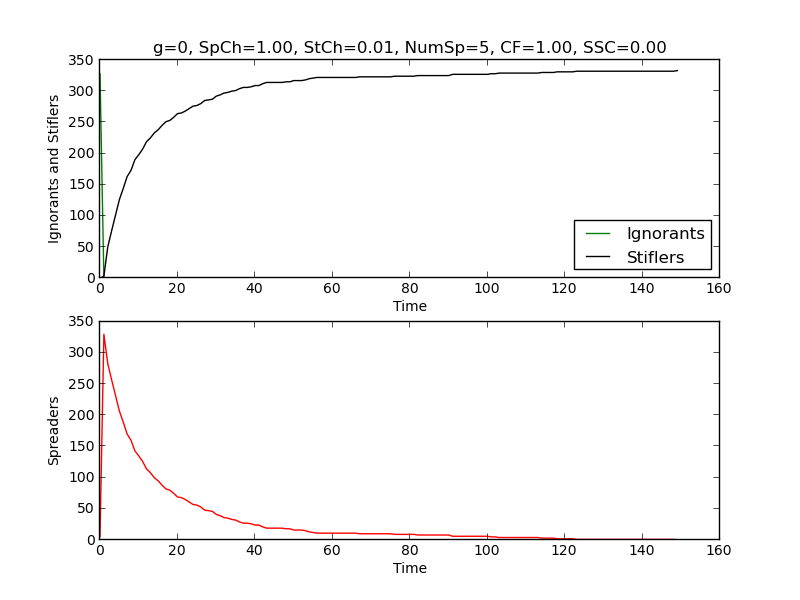 g=0, SpCh=1.00, StCh=0.01, NumSp=5, CF=1.00, SSC=0.00
350
300
250
200
150
100
50
0
Ignorants and Stiflers
Ignorants
Stiflers
0 20 40 60 80 100 120 140 160
Time
350
300
250
200
150
100
50
0
Spreaders
0 20 40 60 80 100 120 140 160
Time